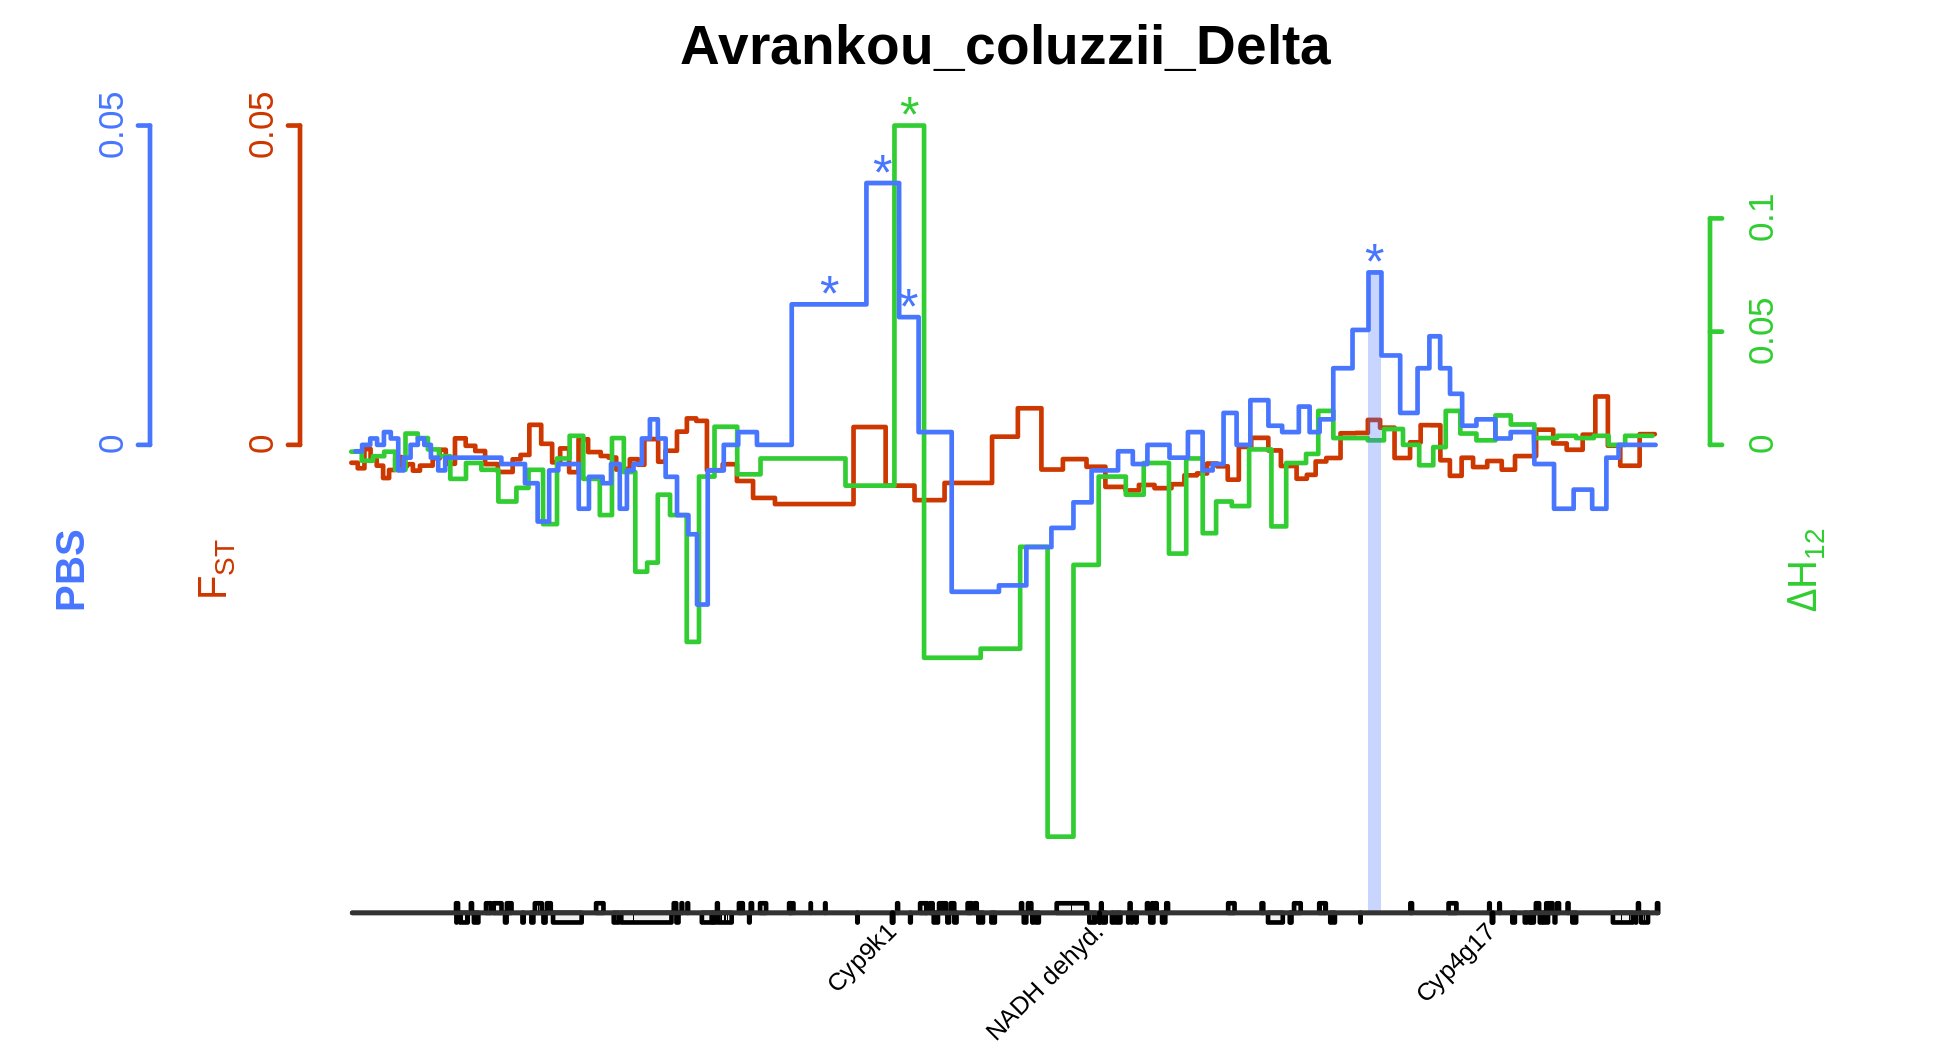 Avrankou_coluzzii_Delta
0.05
0
PBS
0.05
0
FST
*
*
*
*
*
0.1
0.05
0
ΔH12
Cyp9k1
NADH dehyd.
Cyp4g17